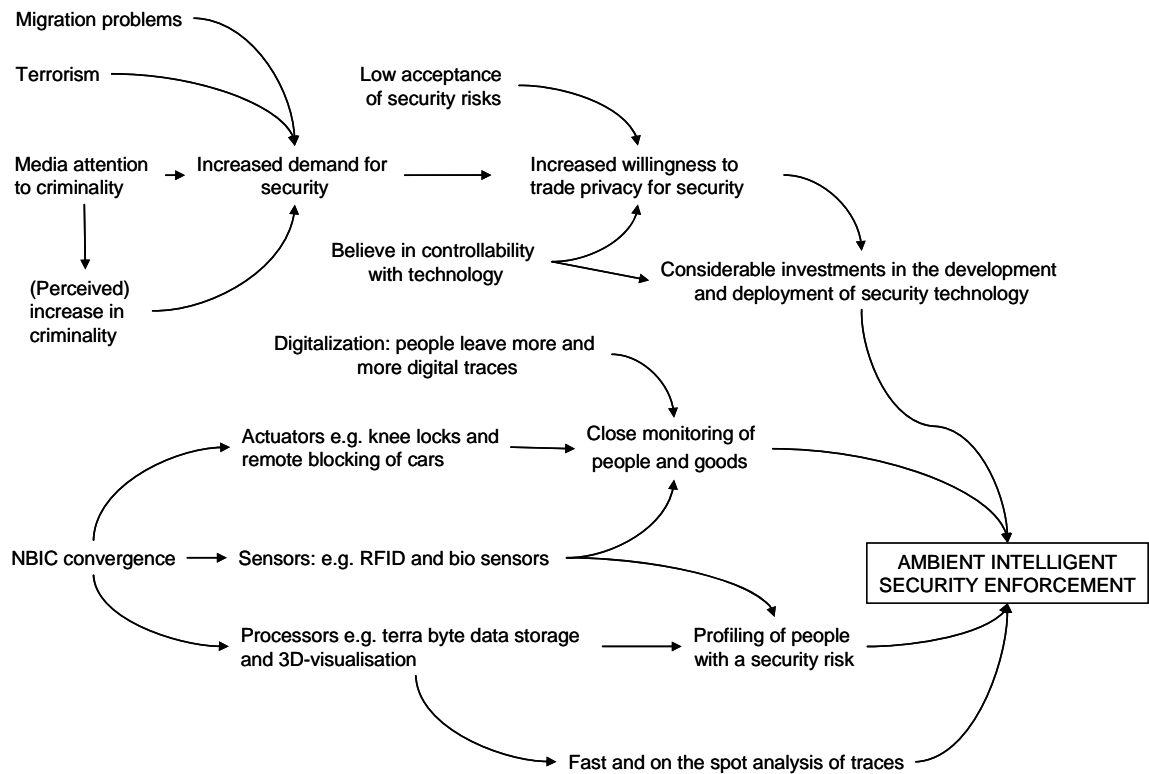 Migration problems
Terrorism
Low acceptance
of security risks
Media attention
to criminality
Increased demand for
security
Increased willingness to
trade privacy for security
Believe in controllability
with technology
Considerable investments in the development
and deployment of security technology
(Perceived)
increase in
criminality
Digitalization: people leave more and
more digital traces
Actuators e.g. knee locks and
remote blocking of cars
Close monitoring of
people and goods
NBIC convergence
Sensors: e.g. RFID and bio sensors
AMBIENT INTELLIGENT
SECURITY ENFORCEMENT
Processors e.g. terra byte data storage
and 3D-visualisation
Profiling of people
with a security risk
Fast and on the spot analysis of traces